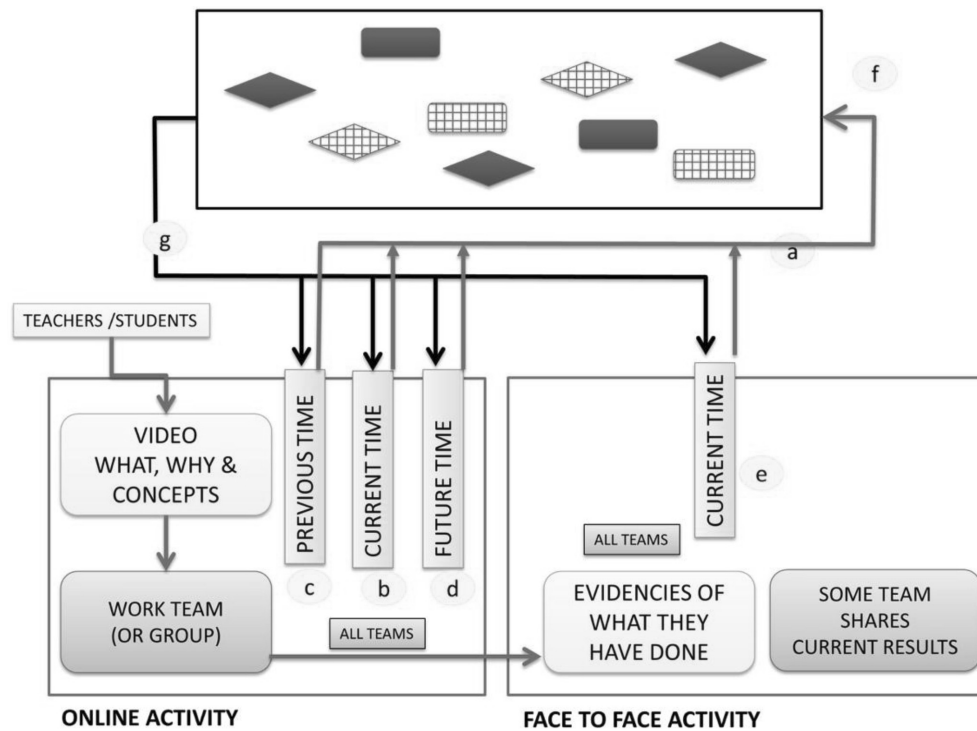 f
g
a
TEACHERS /STUDENTS
VIDEO
WHAT, WHY &
CONCEPTS
PREVIOUS TIME
CURRENT TIME
FUTURE TIME
c
b
d
WORK TEAM
(OR GROUP)
ALL TEAMS
ONLINE ACTIVITY
CURRENT TIME
e
ALL TEAMS
EVIDENCIES OF
WHAT THEY
HAVE DONE
SOME TEAM
SHARES
CURRENT RESULTS
FACE TO FACE ACTIVITY